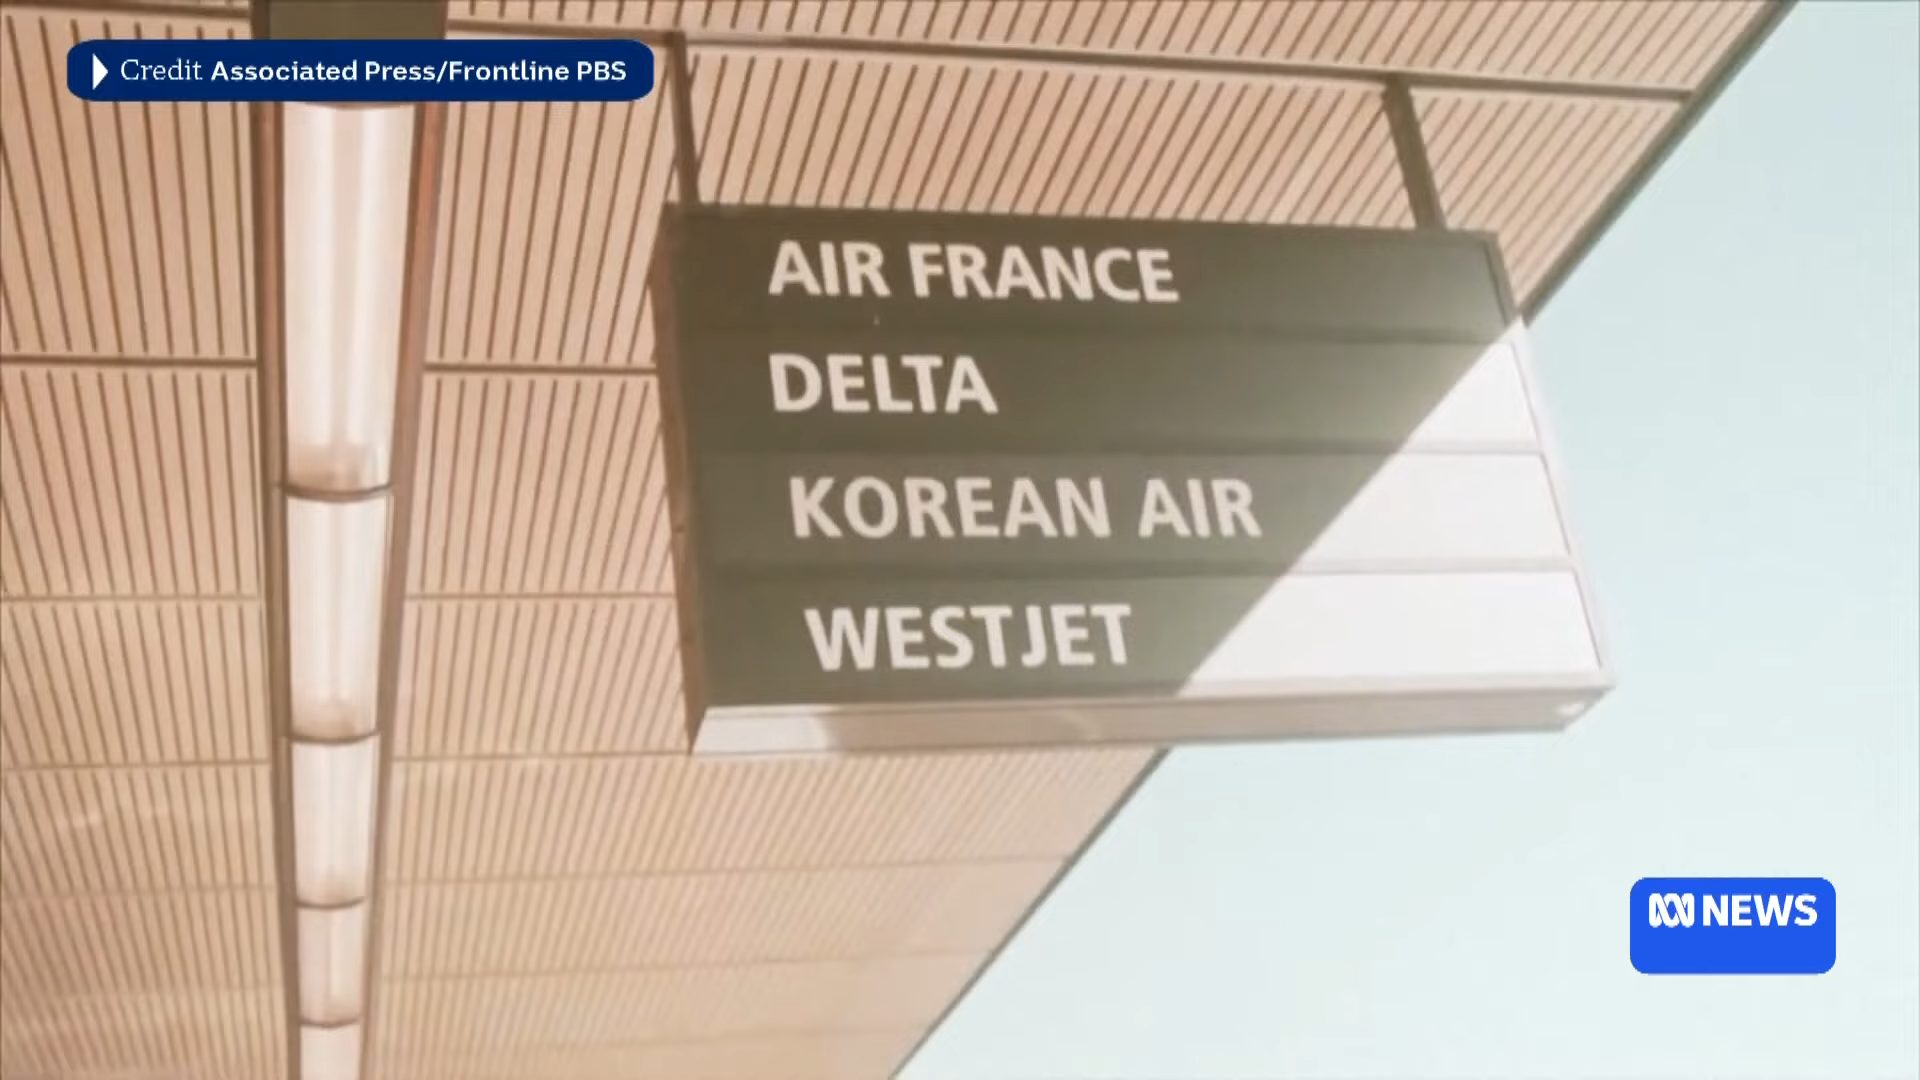 Credit Associated Press/Frontline PBS
AIR FRANCE
DELTA
KOREAN AIR
WESTJET
NEWS